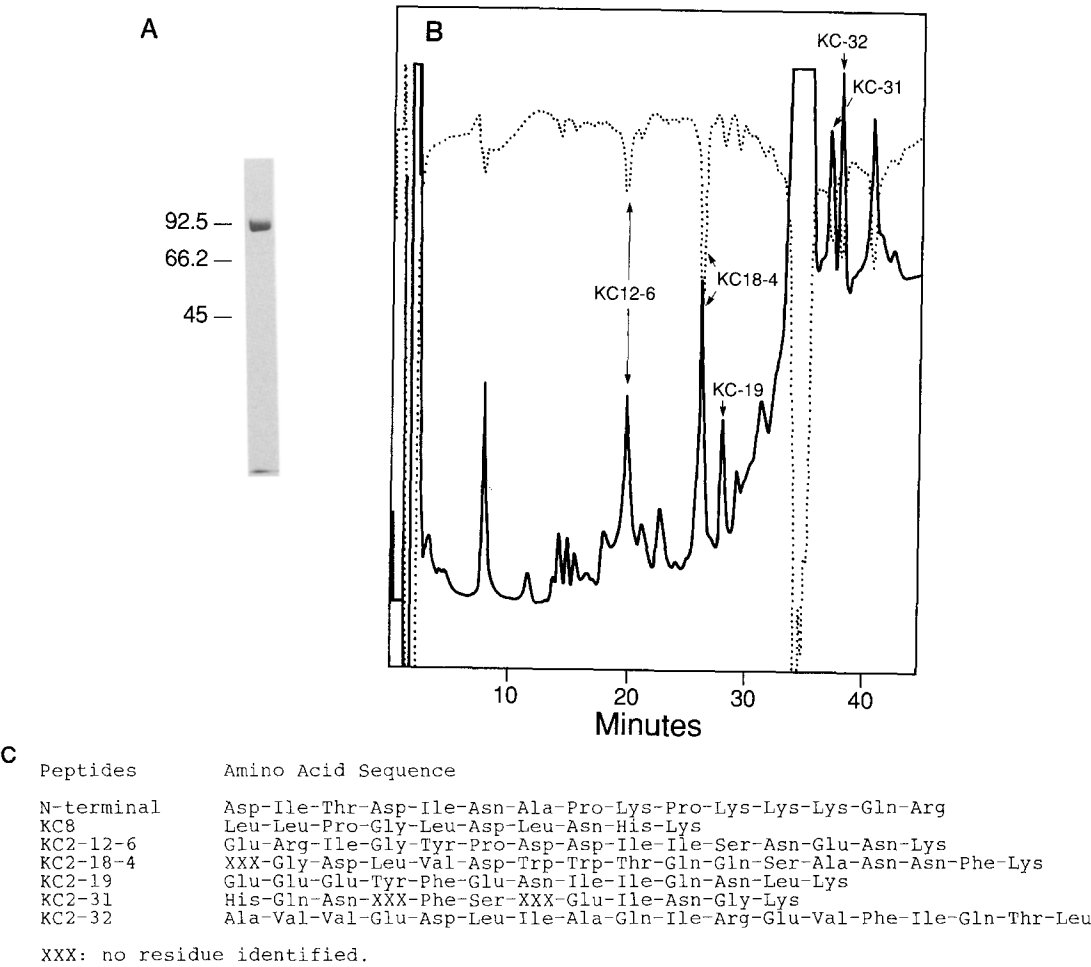 A
B
KC-32
KC-31
92.5
66.2
45
KC12-6
KC18-4
KC-19
10
20
30
40
Minutes
C
Peptides Amino Acid Sequence
N-terminal Asp-Ile-Thr-Asp-Ile-Asn-Ala-Pro-Lys-Pro-Lys-Lys-Lys-Gln-Arg
KC8 Leu-Leu-Pro-Gly-Leu-Asp-Leu-Asn-His-Lys
KC2-12-6 Glu-Arg-Ile-Gly-Tyr-Pro-Asp-Asp-Ile-Ile-Ser-Asn-Glu-Asn-Lys
KC2-18-4 XXX-Gly-Asp-Leu-Val-Asp-Trp-Trp-Thr-Gln-Gln-Ser-Ala-Asn-Asn-Phe-Lys
KC2-19 Glu-Glu-Glu-Tyr-Phe-Glu-Asn-Ile-Ile-Gln-Asn-Leu-Lys
KC2-31 His-Gln-Asn-XXX-Phe-Ser-XXX-Glu-Ile-Asn-Gly-Lys
KC2-32 Ala-Val-Val-Glu-Asp-Leu-Ile-Ala-Gln-Ile-Arg-Glu-Val-Phe-Ile-Gln-Thr-Leu
XXX: no residue identified.